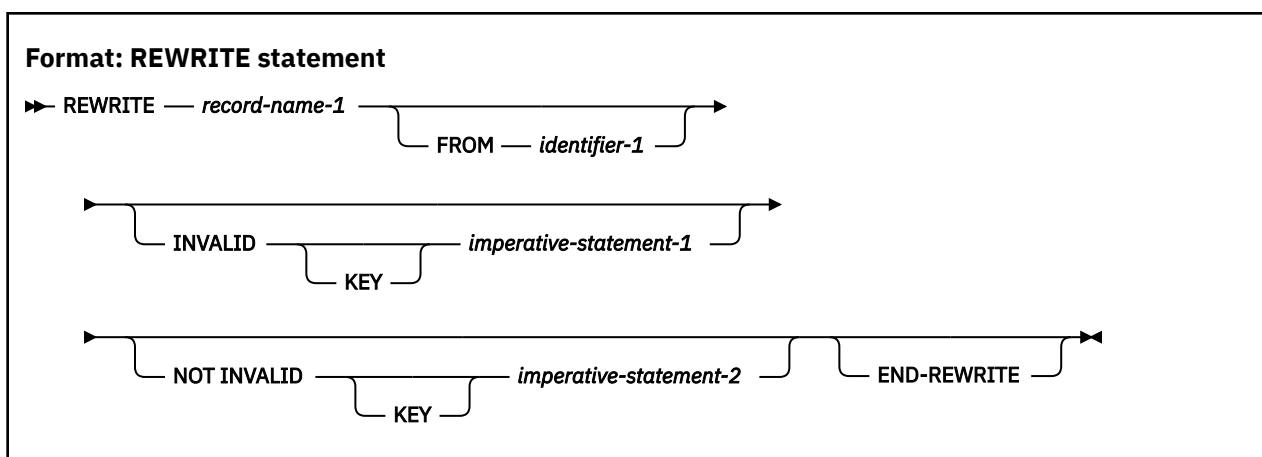 Format: REWRITE statement
REWRITE record-name-1
FROM identifier-1
INVALID imperative-statement-1
KEY
NOT INVALID imperative-statement-2 END-REWRITE
KEY